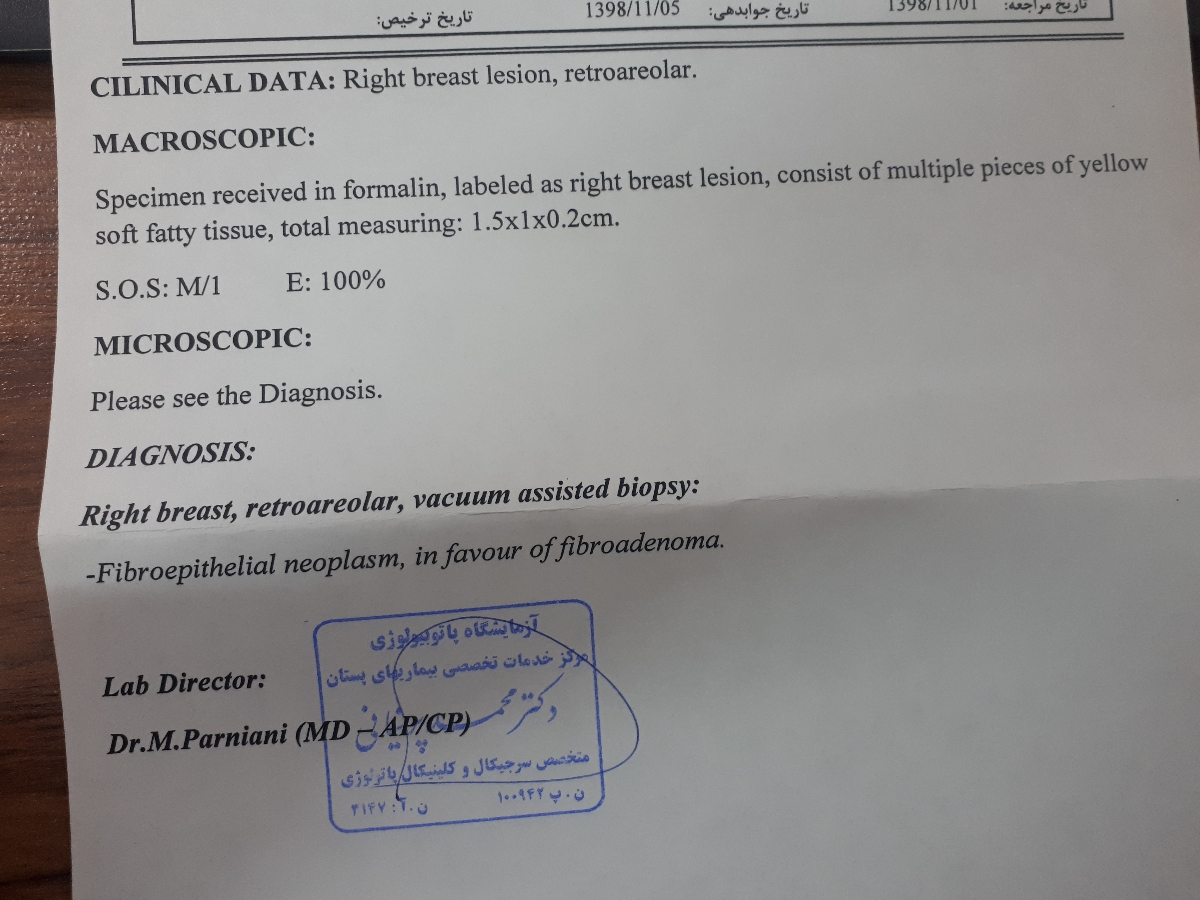 تاریخ مراجعه: 1398/11/01 تاریخ جوابدهی: 1398/11/05 تاریخ ترخیص:
CILINICAL DATA: Right breast lesion, retroareolar.
MACROSCOPIC:
Specimen received in formalin, labeled as right breast lesion, consist of multiple pieces of yellow
soft fatty tissue, total measuring: 1.5x1x0.2cm.
S.O.S: M/1 E: 100%
MICROSCOPIC:
Please see the Diagnosis.
DIAGNOSIS:
Right breast, retroareolar, vacuum assisted biopsy:
-Fibroepithelial neoplasm, in favour of fibroadenoma.
آزمایشگاه پاتوبیولوژی
مرکز خدمات تخصصی بیماریهای پستان
Lab Director:
دکتر محمد
Dr.M.Parniani (MD – AP/CP)
متخصص سرجیکال و کلینیکال پاتولوژی
ن.پ ۱۰۰۹۴۲ ن.آ: ۳۱۴۷